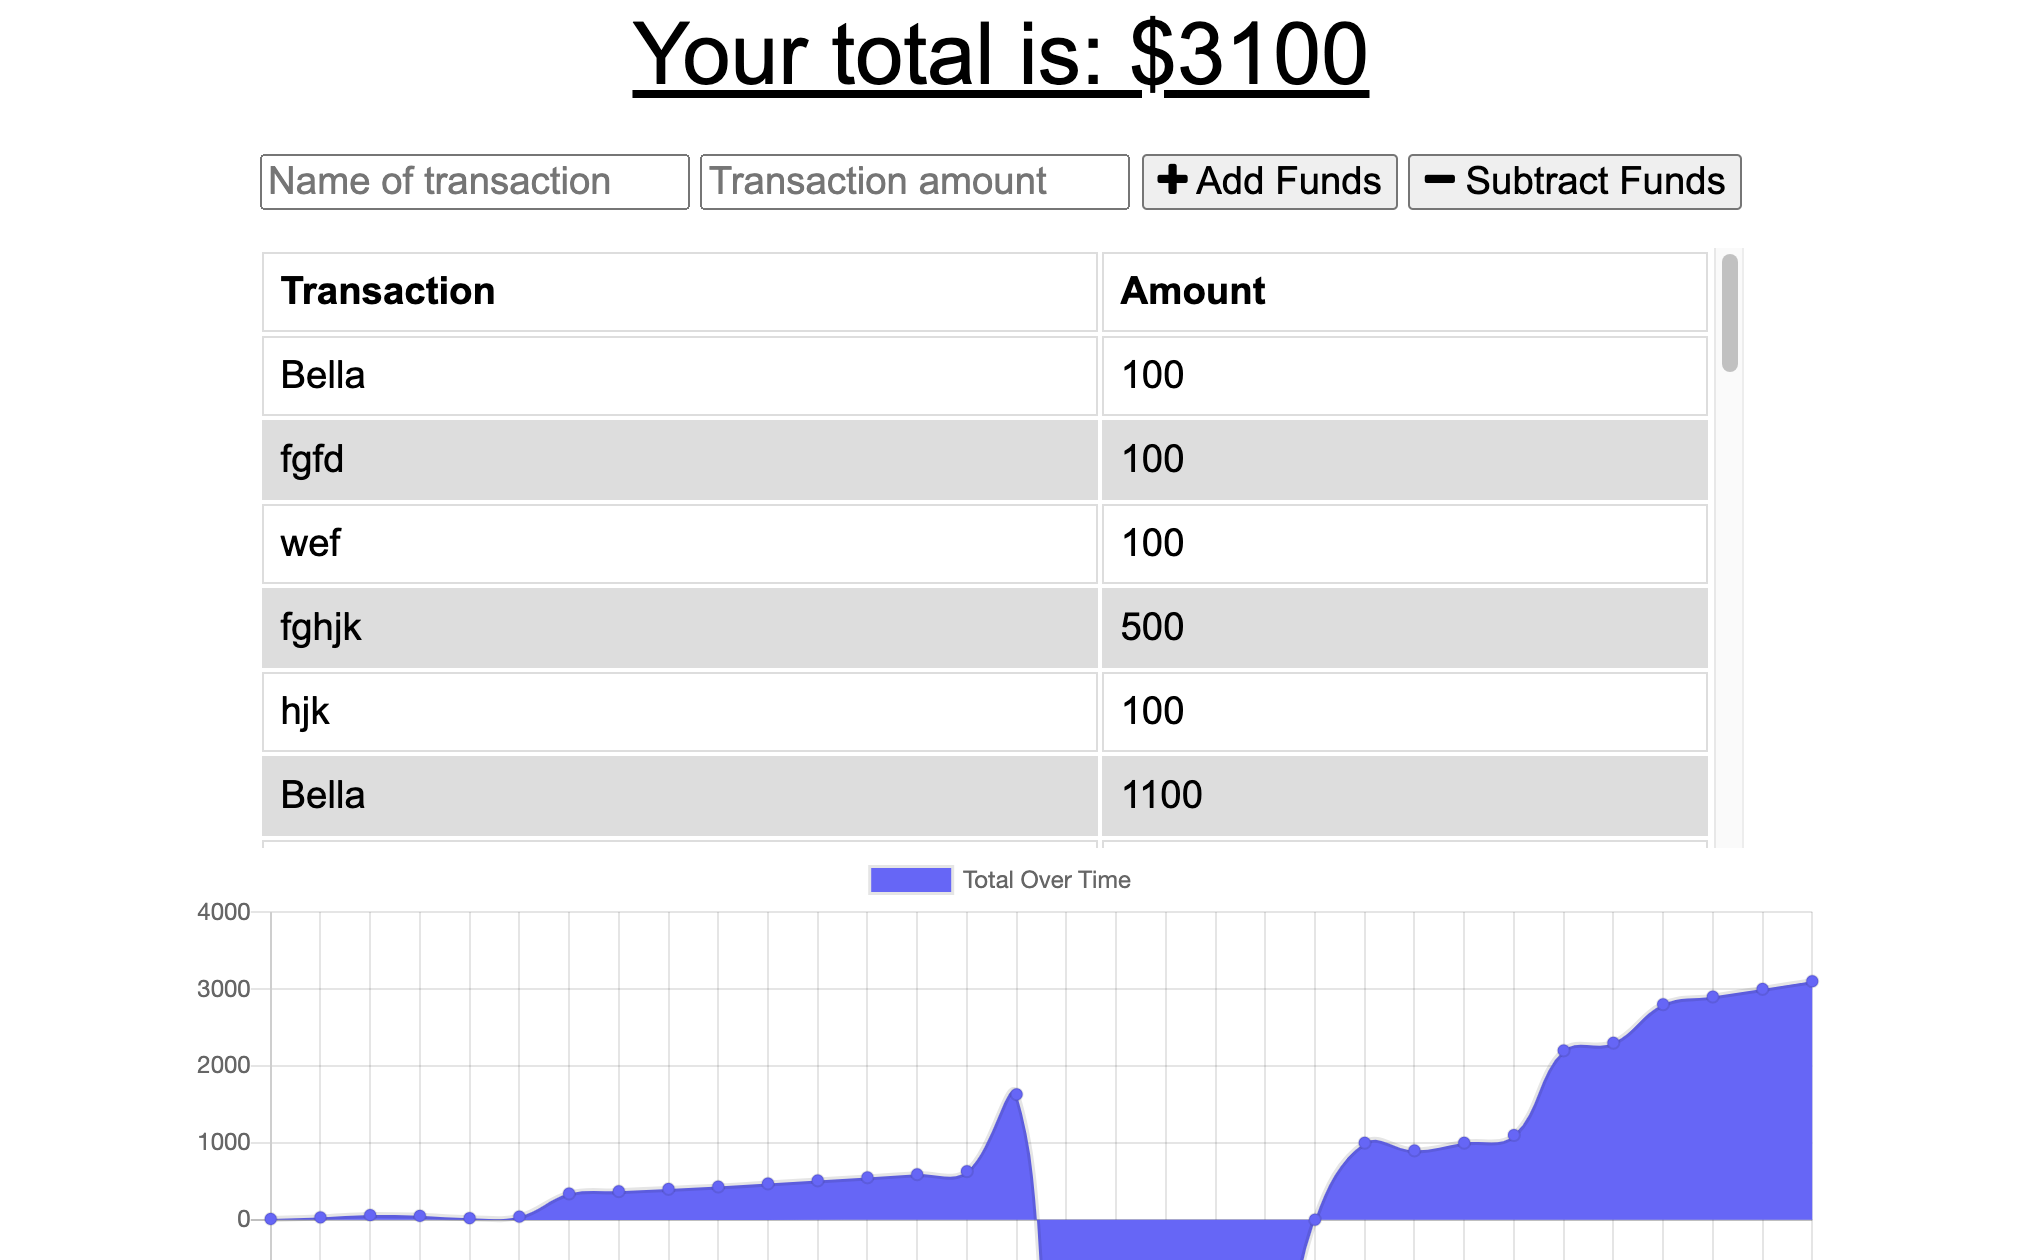 Your total is: $3100
Name of transaction Transaction amount Add Funds Subtract Funds
Transaction Amount
Bella 100
fgfd 100
wef 100
fghjk 500
hjk 100
Bella 1100
Total Over Time
4000
3000
2000
1000
0